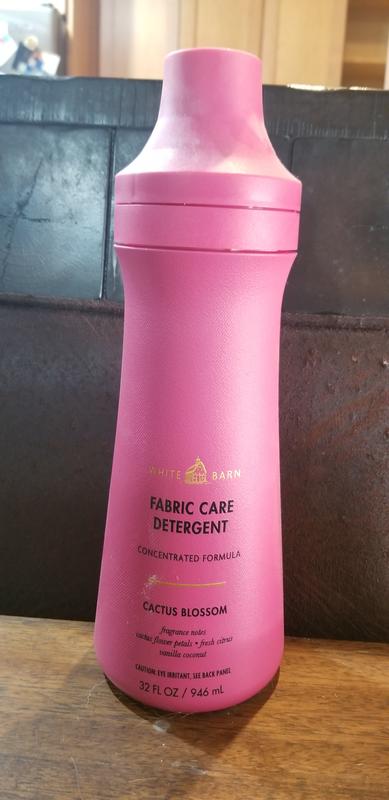 WHITE BARN
FABRIC CARE
DETERGENT
CONCENTRATED FORMULA
CACTUS BLOSSOM
fragrance notes
cactus flower petals • fresh citrus
vanilla coconut
CAUTION: EYE IRRITANT, SEE BACK PANEL
32 FL OZ / 946 mL